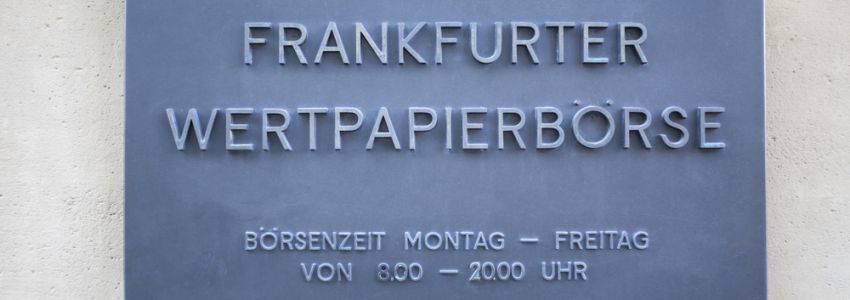 FRANKFURTER
WERTPAPIERBÖRSE
BÖRSENZEIT MONTAG – FREITAG
VON 8.00 – 20.00 UHR